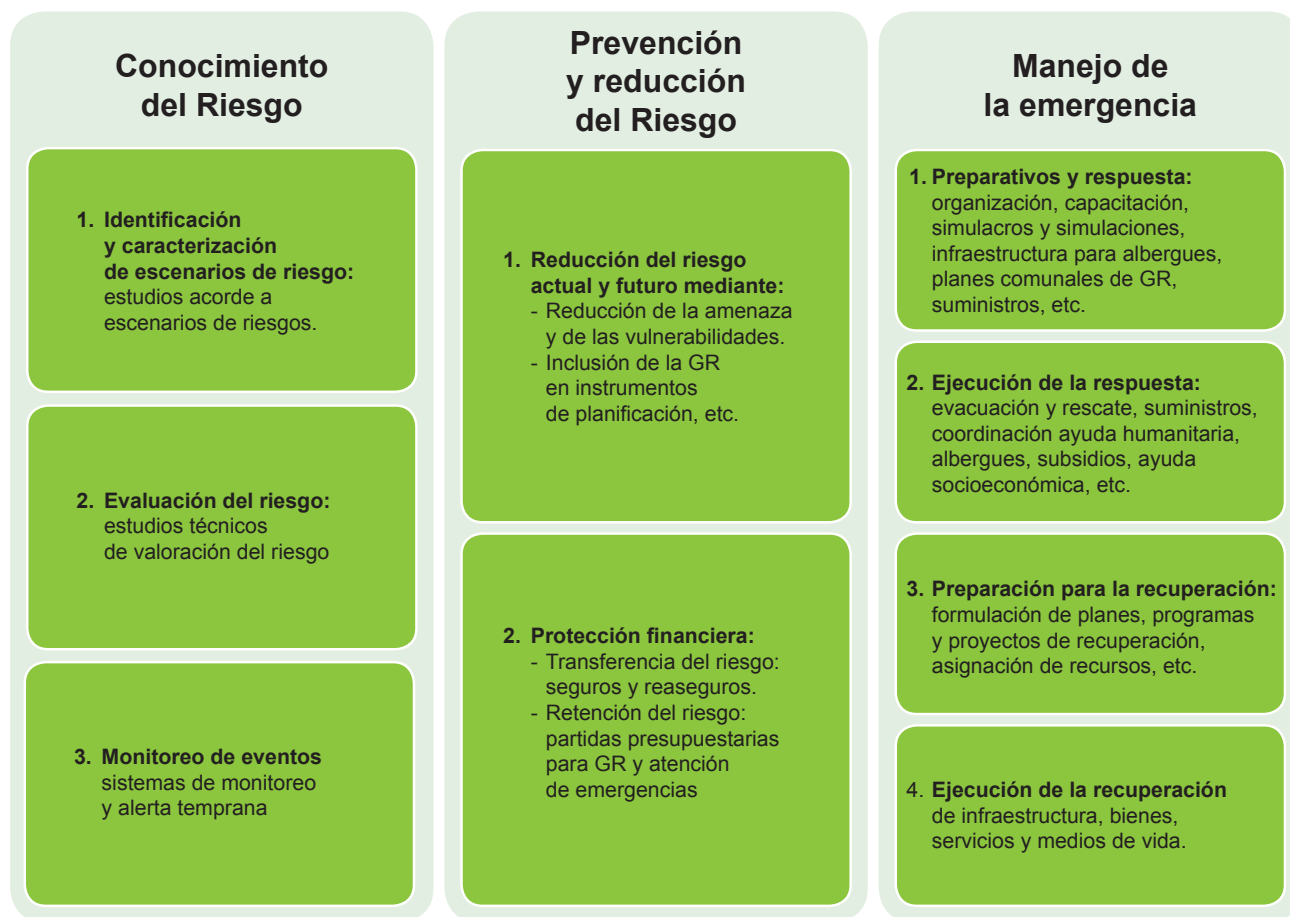 Conocimiento
del Riesgo
1. Identificación
y caracterización
de escenarios de riesgo:
estudios acorde a
escenarios de riesgos.
2. Evaluación del riesgo:
estudios técnicos
de valoración del riesgo
3. Monitoreo de eventos
sistemas de monitoreo
y alerta temprana
Prevención
y reducción
del Riesgo
1. Reducción del riesgo
actual y futuro mediante:
- Reducción de la amenaza
y de las vulnerabilidades.
- Inclusión de la GR
en instrumentos
de planificación, etc.
2. Protección financiera:
- Transferencia del riesgo:
seguros y reaseguros.
- Retención del riesgo:
partidas presupuestarias
para GR y atención
de emergencias
Manejo de
la emergencia
1. Preparativos y respuesta:
organización, capacitación,
simulacros y simulaciones,
infraestructura para albergues,
planes comunales de GR,
suministros, etc.
2. Ejecución de la respuesta:
evacuación y rescate, suministros,
coordinación ayuda humanitaria,
albergues, subsidios, ayuda
socioeconómica, etc.
3. Preparación para la recuperación:
formulación de planes, programas
y proyectos de recuperación,
asignación de recursos, etc.
4. Ejecución de la recuperación
de infraestructura, bienes,
servicios y medios de vida.